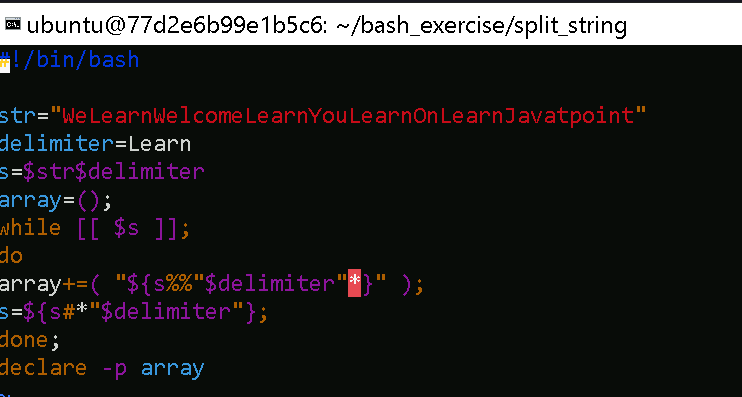 ubuntu@77d2e6b99e1b5c6: ~/bash_exercise/split_string
#!/bin/bash
str="WeLearnWelcomeLearnYouLearnOnLearnJavatpoint"
delimiter=Learn
s=$str$delimiter
array=();
while [[ $s ]];
do
array+=( "${s%%"$delimiter"*}" );
s=${s#*"$delimiter"};
done;
declare -p array